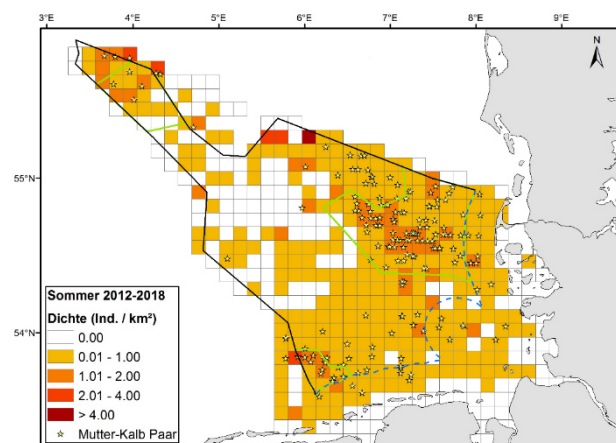 3°E 4°E 5°E 6°E 7°E 8°E 9°E
N
55°N
54°N
Sommer 2012-2018
Dichte (Ind. / km²)
0.00
0.01 - 1.00
1.01 - 2.00
2.01 - 4.00
> 4.00
Mutter-Kalb Paar